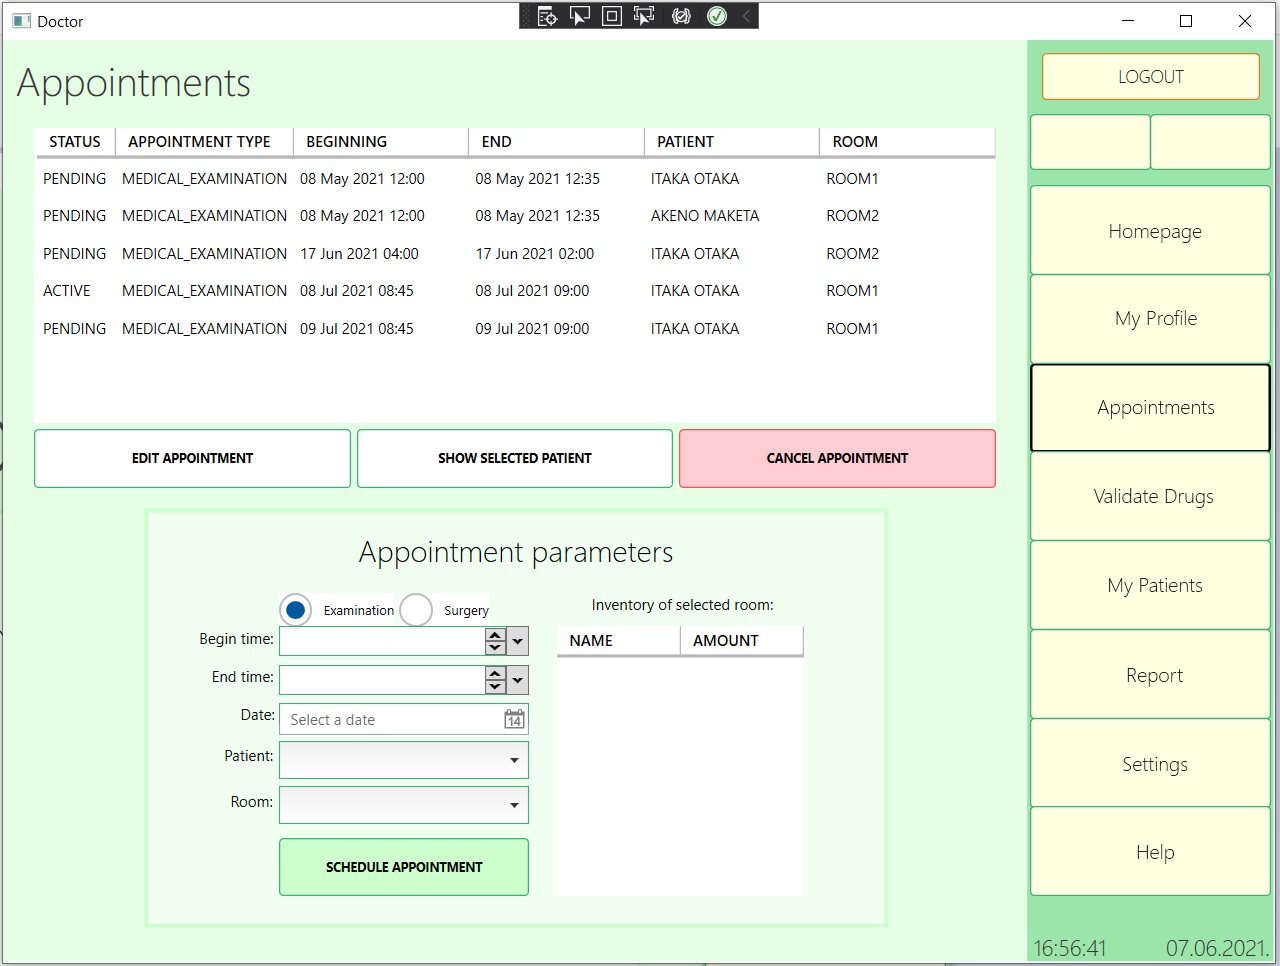 Doctor
Appointments
STATUS APPOINTMENT TYPE BEGINNING END PATIENT ROOM
PENDING MEDICAL_EXAMINATION 08 May 2021 12:00 08 May 2021 12:35 ITAKA OTAKA ROOM1
PENDING MEDICAL_EXAMINATION 08 May 2021 12:00 08 May 2021 12:35 AKENO MAKETA ROOM2
PENDING MEDICAL_EXAMINATION 17 Jun 2021 04:00 17 Jun 2021 02:00 ITAKA OTAKA ROOM2
ACTIVE MEDICAL_EXAMINATION 08 Jul 2021 08:45 08 Jul 2021 09:00 ITAKA OTAKA ROOM1
PENDING MEDICAL_EXAMINATION 09 Jul 2021 08:45 09 Jul 2021 09:00 ITAKA OTAKA ROOM1
EDIT APPOINTMENT SHOW SELECTED PATIENT CANCEL APPOINTMENT
Appointment parameters
Examination Surgery
Begin time:
End time:
Date: Select a date 14
Patient:
Room:
SCHEDULE APPOINTMENT
Inventory of selected room:
NAME AMOUNT
LOGOUT
Homepage
My Profile
Appointments
Validate Drugs
My Patients
Report
Settings
Help
16:56:41 07.06.2021.